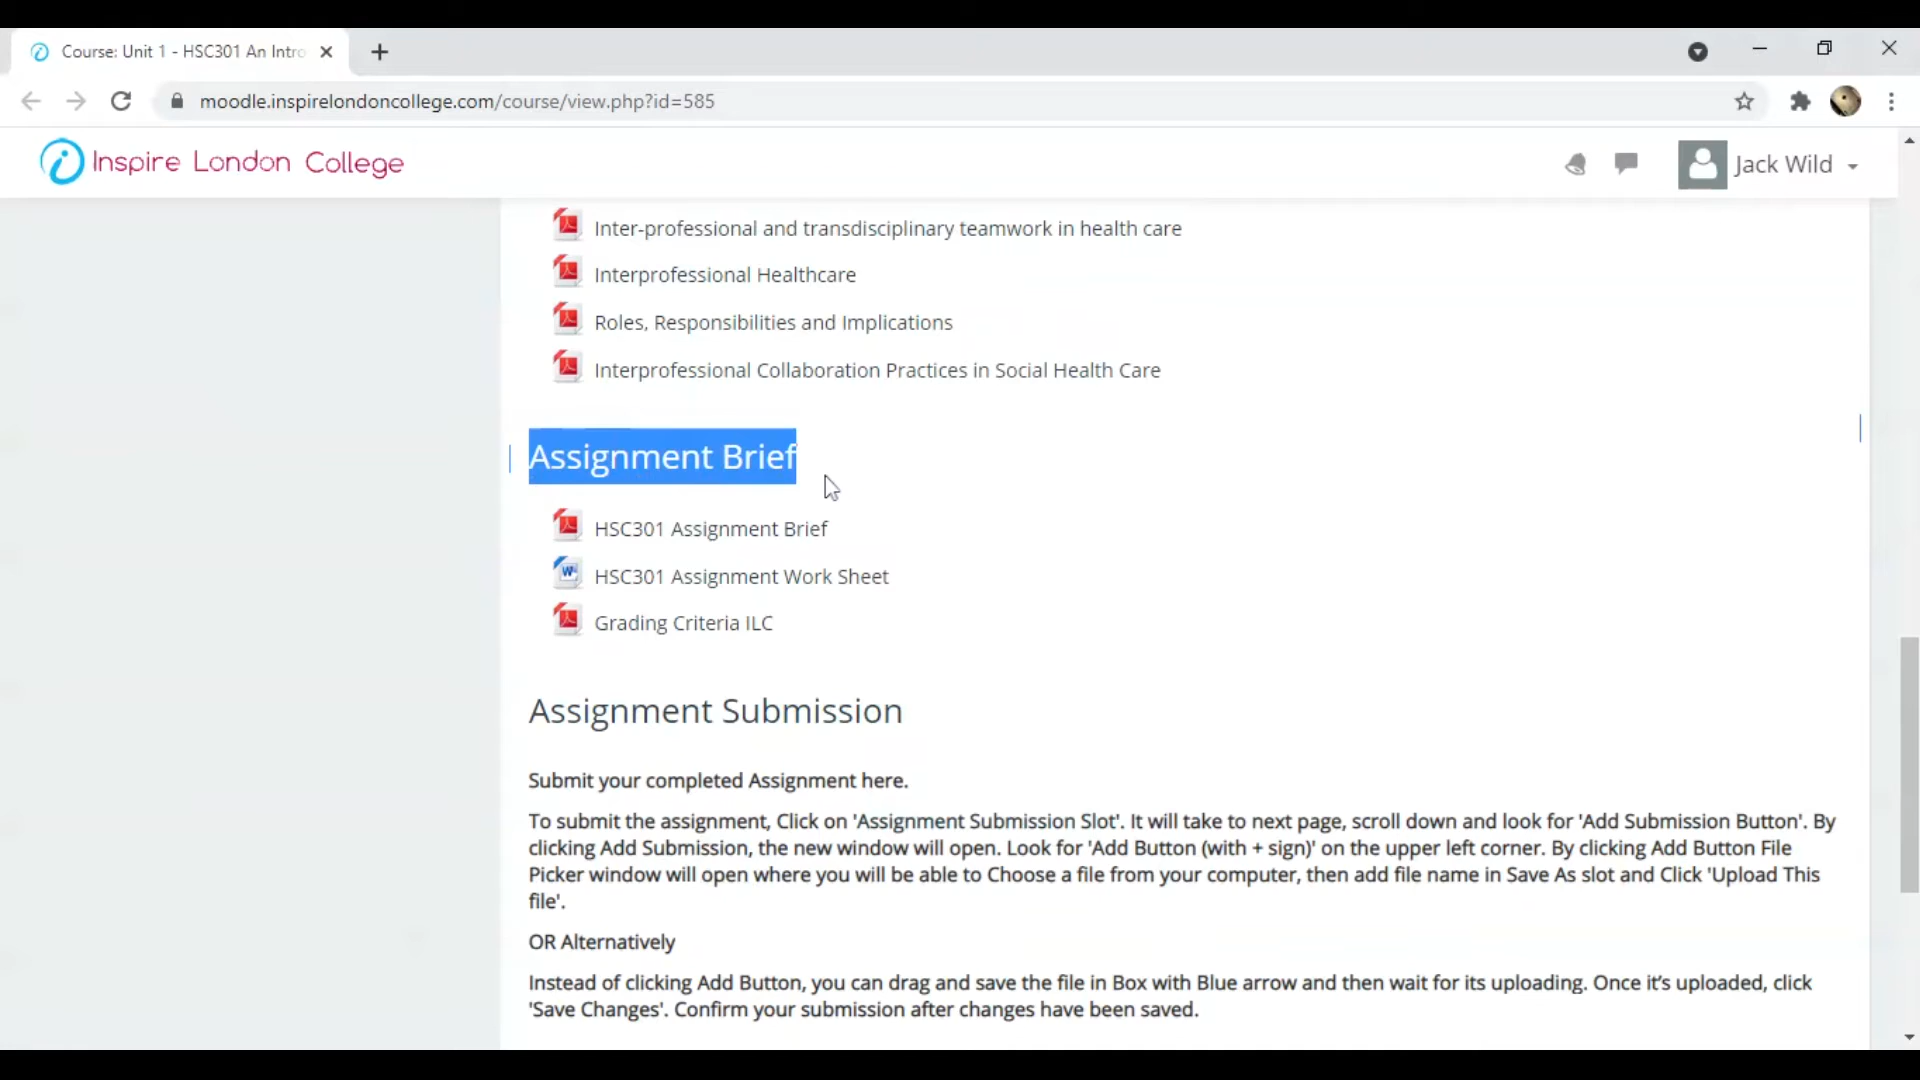 Course: Unit 1 - HSC301 An Intro
moodle.inspirelondoncollege.com/course/view.php?id=585
Inspire London College
Jack Wild
Inter-professional and transdisciplinary teamwork in health care
Interprofessional Healthcare
Roles, Responsibilities and Implications
Interprofessional Collaboration Practices in Social Health Care
Assignment Brief
HSC301 Assignment Brief
HSC301 Assignment Work Sheet
Grading Criteria ILC
Assignment Submission
Submit your completed Assignment here.
To submit the assignment, Click on 'Assignment Submission Slot'. It will take to next page, scroll down and look for 'Add Submission Button'. By
clicking Add Submission, the new window will open. Look for 'Add Button (with + sign)' on the upper left corner. By clicking Add Button File
Picker window will open where you will be able to Choose a file from your computer, then add file name in Save As slot and Click 'Upload This
file'.
OR Alternatively
Instead of clicking Add Button, you can drag and save the file in Box with Blue arrow and then wait for its uploading. Once it’s uploaded, click
'Save Changes'. Confirm your submission after changes have been saved.